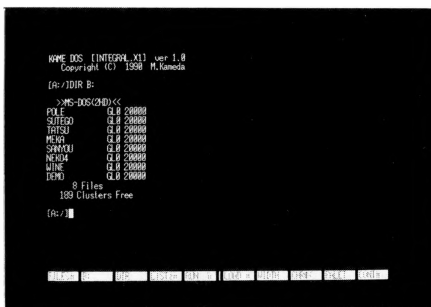 KAME DOS [INTEGRAL.X1] ver 1.0
Copyright (C) 1990 M.Kameda
[A:/]DIR B:
>>MS-DOS(2HD)<<
POLE GL0 20000
SUTEGO GL0 20000
TATSU GL0 20000
MEKA GL0 20000
SANYOU GL0 20000
NEKO4 GL0 20000
WINE GL0 20000
DEMO GL0 20000
8 Files
189 Clusters Free
[A:/]